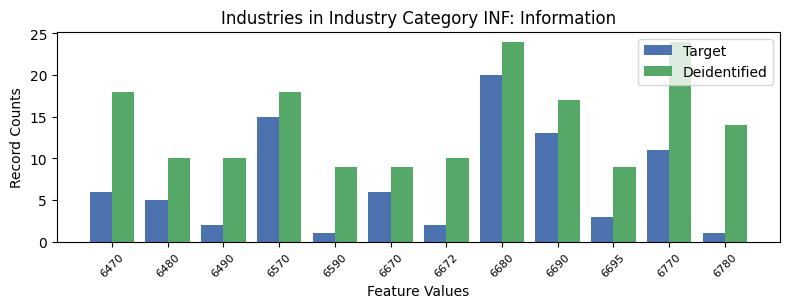 Industries in Industry Category INF: Information
Target
Deidentified
Record Counts
25
20
15
10
5
0
6470 6480 6490 6570 6590 6670 6672 6680 6690 6695 6770 6780
Feature Values